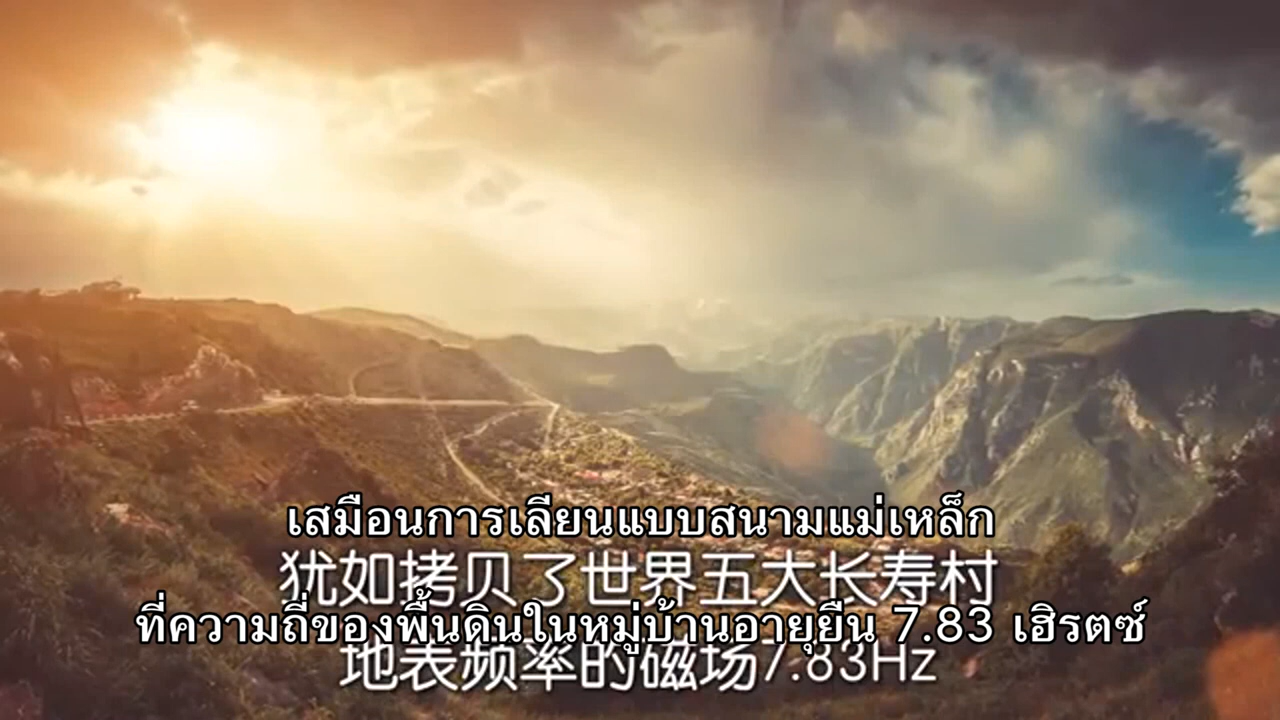 เสมือนการเลียนแบบสนามแม่เหล็ก
犹如拷贝了世界五大长寿村
ที่ความถี่ของพื้นดินในหมู่บ้านอายุยืน 7.83 เฮิรตซ์
地表频率的磁场7.83Hz